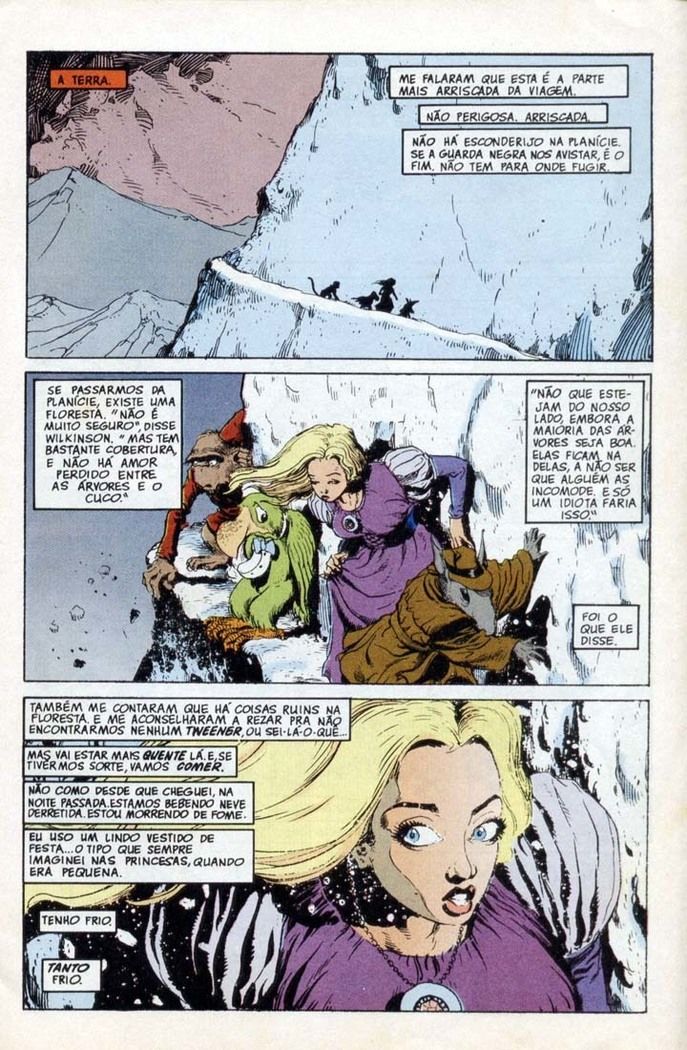 A TERRA.
ME FALARAM QUE ESTA É A PARTE
MAIS ARRISCADA DA VIAGEM.
NÃO PERIGOSA. ARRISCADA.
NÃO HÁ ESCONDERIJO NA PLANÍCIE.
SE A GUARDA NEGRA NOS AVISTAR, É O
FIM. NÃO TEM PARA ONDE FUGIR.
SE PASSARMOS DA
PLANÍCIE, EXISTE UMA
FLORESTA. "NÃO É
MUITO SEGURO", DISSE
WILKINSON. "MAS TEM
BASTANTE COBERTURA,
E NÃO HÁ AMOR
PERDIDO ENTRE
AS ÁRVORES E O
CUCO."
"NÃO QUE ESTE-
JAM DO NOSSO
LADO, EMBORA A
MAIORIA DAS ÁR-
VORES SEJA BOA.
ELAS FICAM NA
DELAS, A NÃO SER
QUE ALGUÉM AS
INCOMODE. E SÓ
UM IDIOTA FARIA
ISSO."
FOI O
QUE ELE
DISSE.
TAMBÉM ME CONTARAM QUE HÁ COISAS RUINS NA
FLORESTA. E ME ACONSELHARAM A REZAR PRA NÃO
ENCONTRARMOS NENHUM TWEENER, OU SEI-LÁ-O-QUÊ...
MAS VAI ESTAR MAIS QUENTE LÁ. E, SE
TIVERMOS SORTE, VAMOS COMER.
NÃO COMO DESDE QUE CHEGUEI, NA
NOITE PASSADA. ESTAMOS BEBENDO NEVE
DERRETIDA. ESTOU MORRENDO DE FOME.
EU USO UM LINDO VESTIDO DE
FESTA... O TIPO QUE SEMPRE
IMAGINEI NAS PRINCESAS, QUANDO
ERA PEQUENA.
TENHO FRIO.
TANTO
FRIO.